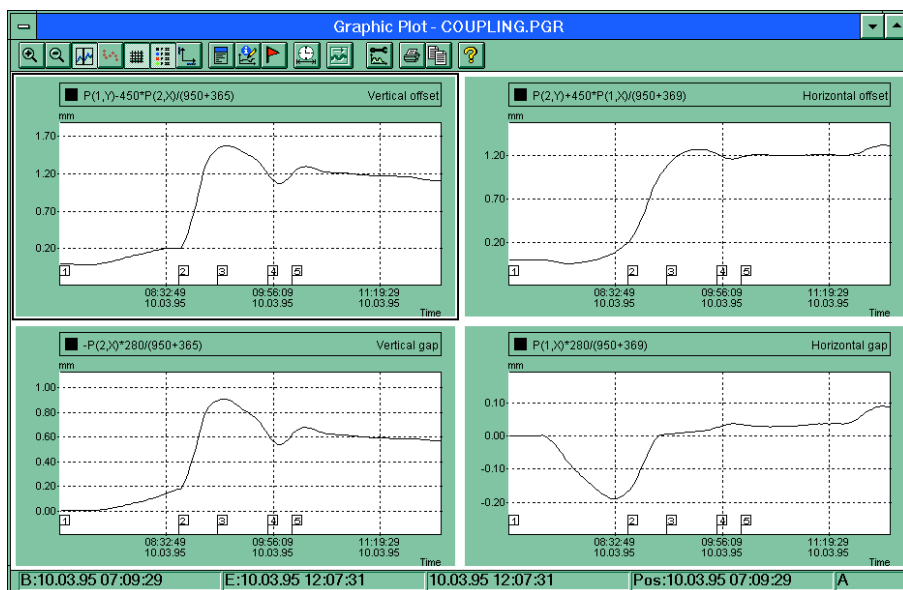 Graphic Plot - COUPLING.PGR
P(1,Y)-450*P(2,X)/(950+365) Vertical offset
mm
1.70
1.20
0.70
0.20
1 2 3 4 5
08:32:49 09:56:09 11:19:29
10.03.95 10.03.95 10.03.95
Time
P(2,Y)+450*P(1,X)/(950+369) Horizontal offset
mm
1.20
0.70
0.20
1 2 3 4 5
08:32:49 09:56:09 11:19:29
10.03.95 10.03.95 10.03.95
Time
-P(2,X)*280/(950+365) Vertical gap
mm
1.00
0.80
0.60
0.40
0.20
0.00
1 2 3 4 5
08:32:49 09:56:09 11:19:29
10.03.95 10.03.95 10.03.95
Time
P(1,X)*280/(950+369) Horizontal gap
mm
0.10
0.00
-0.10
-0.20
1 2 3 4 5
08:32:49 09:56:09 11:19:29
10.03.95 10.03.95 10.03.95
Time
B:10.03.95 07:09:29 E:10.03.95 12:07:31 10.03.95 12:07:31 Pos:10.03.95 07:09:29 A